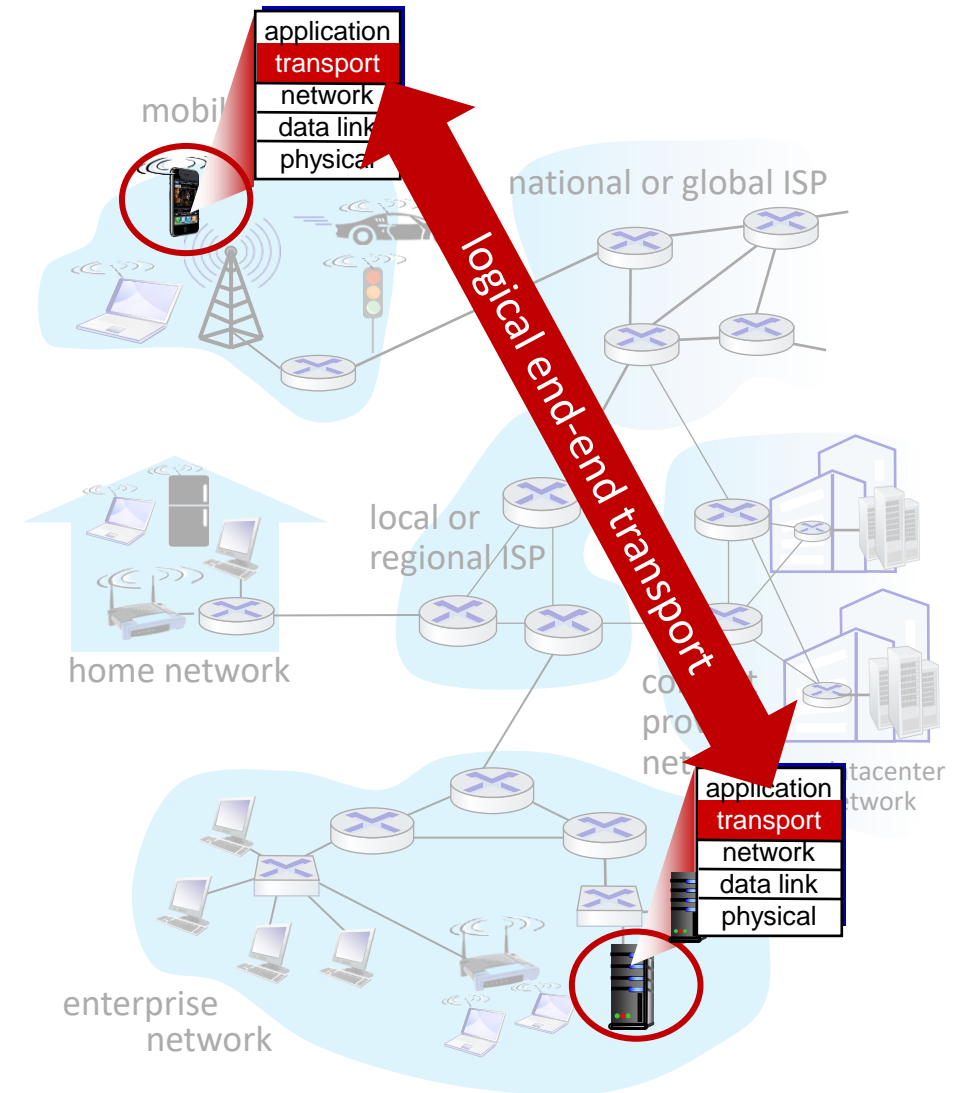 application
transport
network
data link
physical
mobil
national or global ISP
logical end-end transport
local or
regional ISP
home network
application
transport
network
data link
physical
enterprise
network